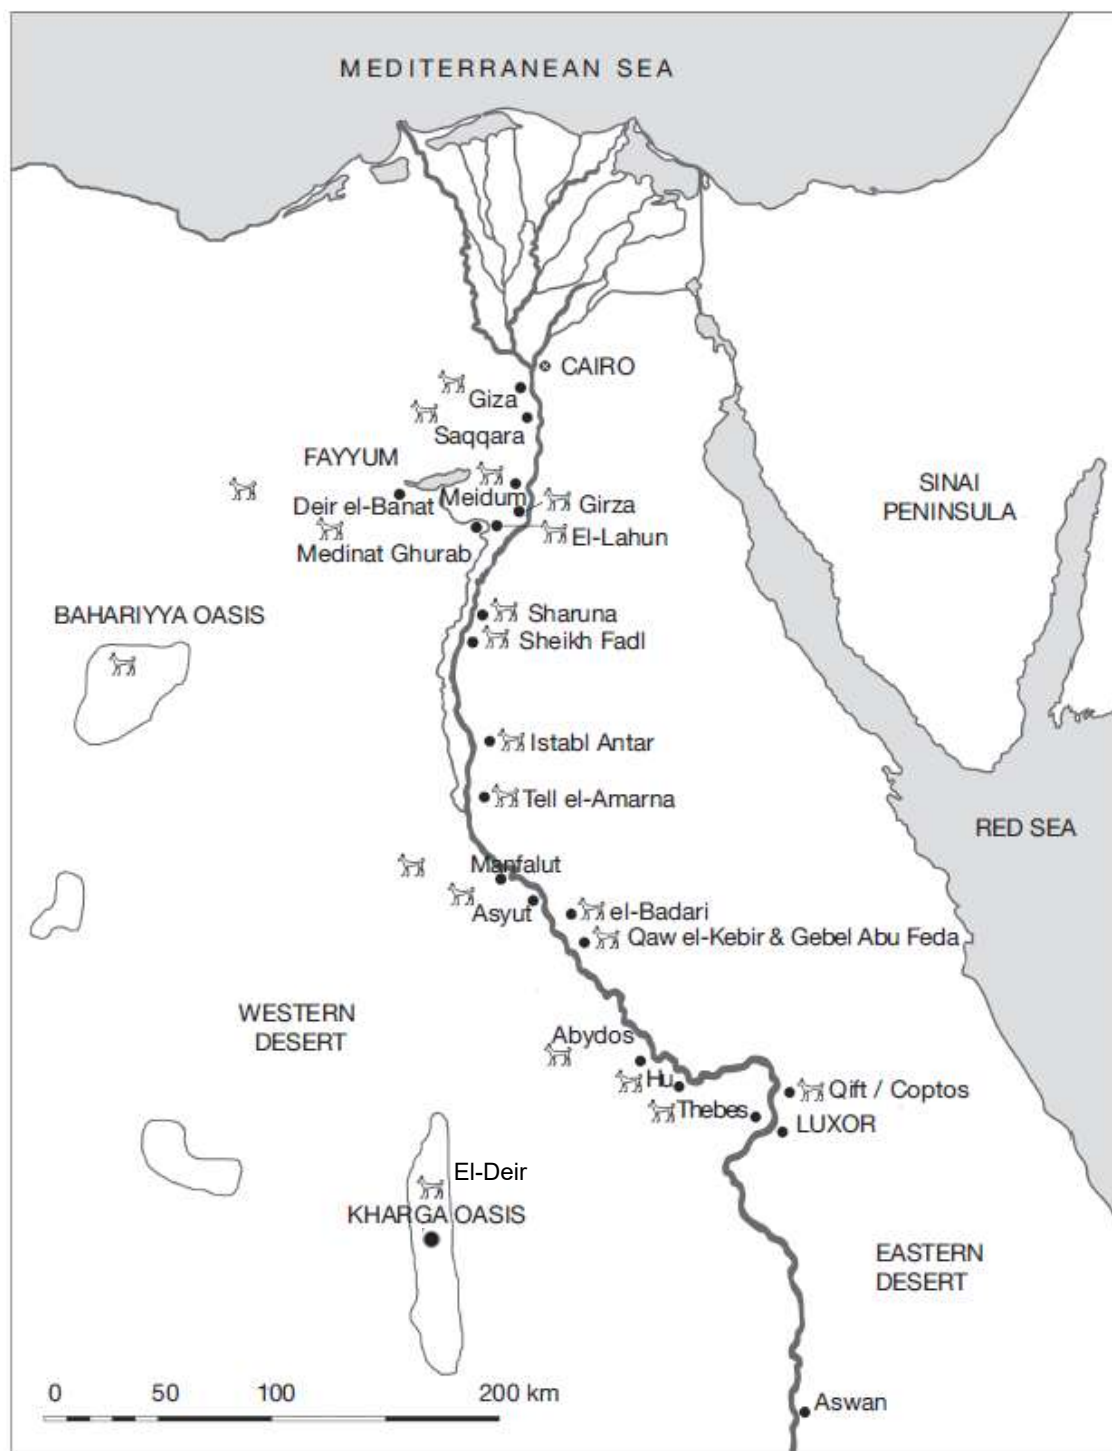 MEDITERRANEAN SEA
CAIRO
Giza
Saqqara
FAYYUM
SINAI
PENINSULA
Meidum
Deir el-Banat
Girza
El-Lahun
Medinat Ghurab
BAHARIYYA OASIS
Sharuna
Sheikh Fadl
Istabl Antar
Tell el-Amarna
RED SEA
Manfalut
Asyut
el-Badari
Qaw el-Kebir & Gebel Abu Feda
WESTERN
DESERT
Abydos
Hu
Qift / Coptos
Thebes
LUXOR
El-Deir
KHARGA OASIS
EASTERN
DESERT
0 50 100 200 km
Aswan